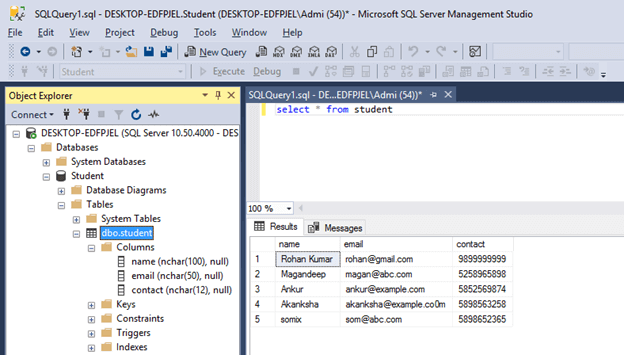 SQLQuery1.sql - DESKTOP-EDFPJEL.Student (DESKTOP-EDFPJEL\Admi (54))* - Microsoft SQL Server Management Studio
File Edit View Project Debug Tools Window Help
New Query MDX DMX XMLA DAX
Student Execute Debug
Object Explorer
Connect
DESKTOP-EDFPJEL (SQL Server 10.50.4000 - DES
Databases
System Databases
Student
Database Diagrams
Tables
System Tables
dbo.student
Columns
name (nchar(100), null)
email (nchar(50), null)
contact (nchar(12), null)
Keys
Constraints
Triggers
Indexes
SQLQuery1.sql - DE...EDFPJEL\Admi (54))*
select * from student
100 %
Results Messages
name email contact
1 Rohan Kumar rohan@gmail.com 9899999999
2 Magandeep magan@abc.com 5258965898
3 Ankur ankur@example.com 5852569874
4 Akanksha akanksha@example.co0m 5898563258
5 somix som@abc.com 5898652365